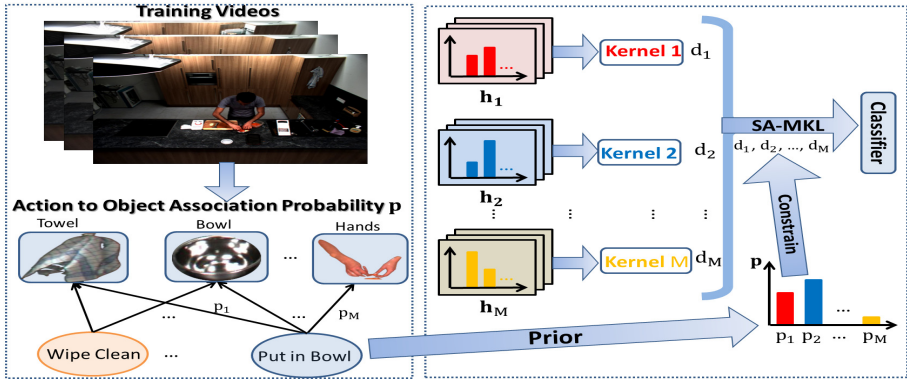 Training Videos
Action to Object Association Probability p
Towel
Bowl
...
Hands
...
p1
...
pM
Wipe Clean
...
Put in Bowl
...
h1
Kernel 1
d1
...
h2
Kernel 2
d2
...
...
...
...
hM
Kernel M
dM
SA-MKL
d1, d2, ..., dM
Classifier
Constrain
Prior
p
...
p1 p2 ... pM